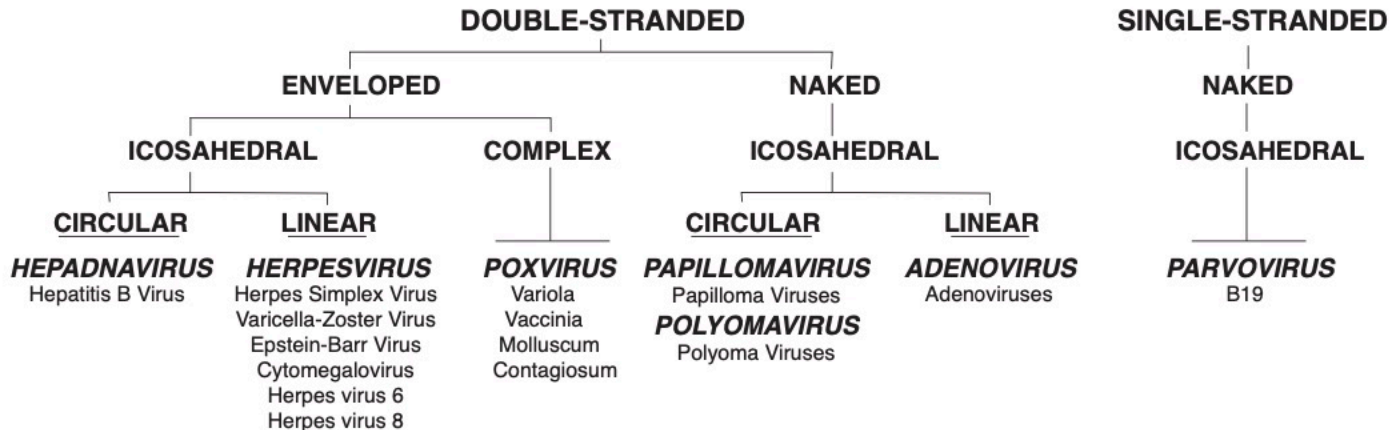 DOUBLE-STRANDED SINGLE-STRANDED
ENVELOPED NAKED NAKED
ICOSAHEDRAL COMPLEX ICOSAHEDRAL ICOSAHEDRAL
CIRCULAR LINEAR CIRCULAR LINEAR
HEPADNAVIRUS HERPESVIRUS POXVIRUS PAPILLOMAVIRUS ADENOVIRUS PARVOVIRUS
Hepatitis B Virus Herpes Simplex Virus Variola Papilloma Viruses Adenoviruses B19
Varicella-Zoster Virus Vaccinia POLYOMAVIRUS
Epstein-Barr Virus Molluscum Polyoma Viruses
Cytomegalovirus Contagiosum
Herpes virus 6
Herpes virus 8